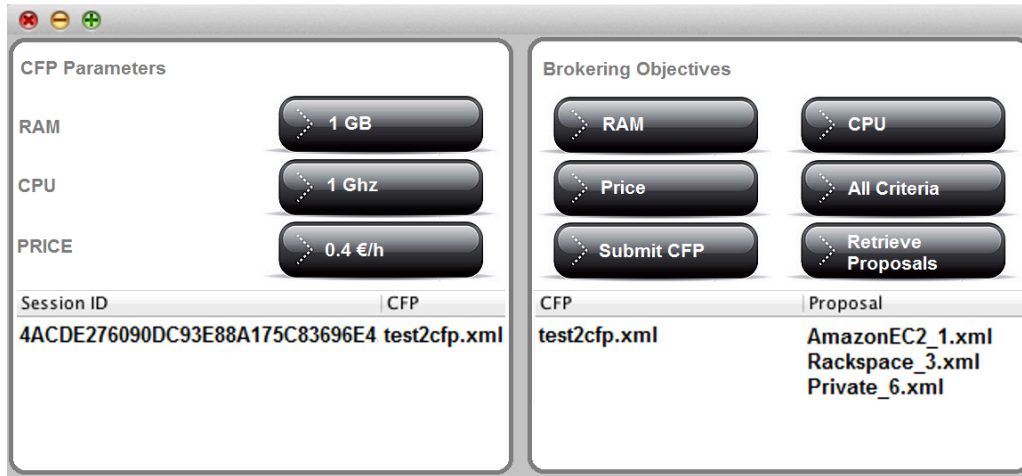 CFP Parameters
RAM
1 GB
CPU
1 Ghz
PRICE
0.4 €/h
Session ID CFP
4ACDE276090DC93E88A175C83696E4 test2cfp.xml
Brokering Objectives
RAM CPU
Price All Criteria
Submit CFP
Retrieve
Proposals
CFP Proposal
test2cfp.xml AmazonEC2_1.xml
Rackspace_3.xml
Private_6.xml